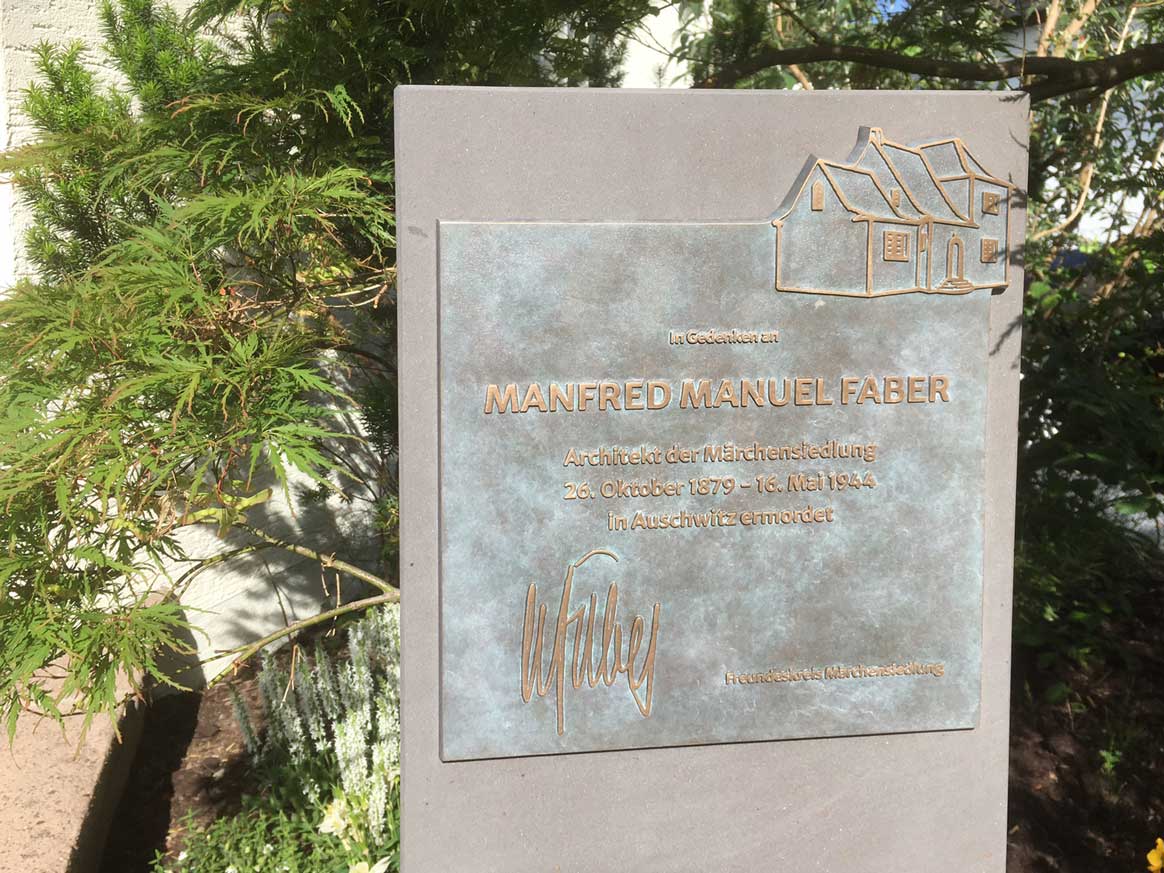 In Gedenken an
MANFRED MANUEL FABER
Architekt der Märchensiedlung
26. Oktober 1879 – 16. Mai 1944
in Auschwitz ermordet
MFaber
Freundeskreis Märchensiedlung